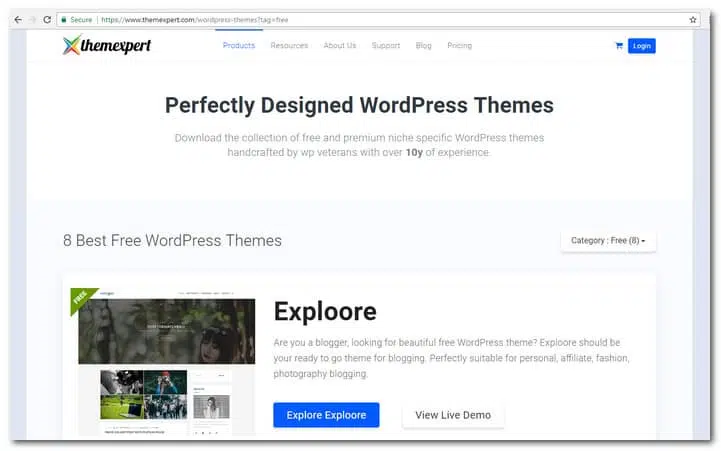 Secure https://www.themexpert.com/wordpress-themes?tag=free
themexpert Products Resources About Us Support Blog Pricing Login
Perfectly Designed WordPress Themes
Download the collection of free and premium niche specific WordPress themes
handcrafted by wp veterans with over 10y of experience.
8 Best Free WordPress Themes
Category : Free (8)
FREE
Exploore
Are you a blogger, looking for beautiful free WordPress theme? Exploore should be
your ready to go theme for blogging. Perfectly suitable for personal, affiliate, fashion,
photography blogging.
Explore Exploore View Live Demo